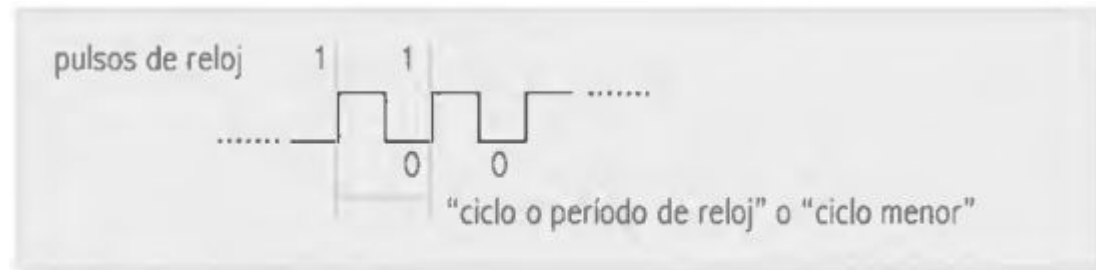 pulsos de reloj 1 1
....... .......
0 0
"ciclo o período de reloj" o "ciclo menor"